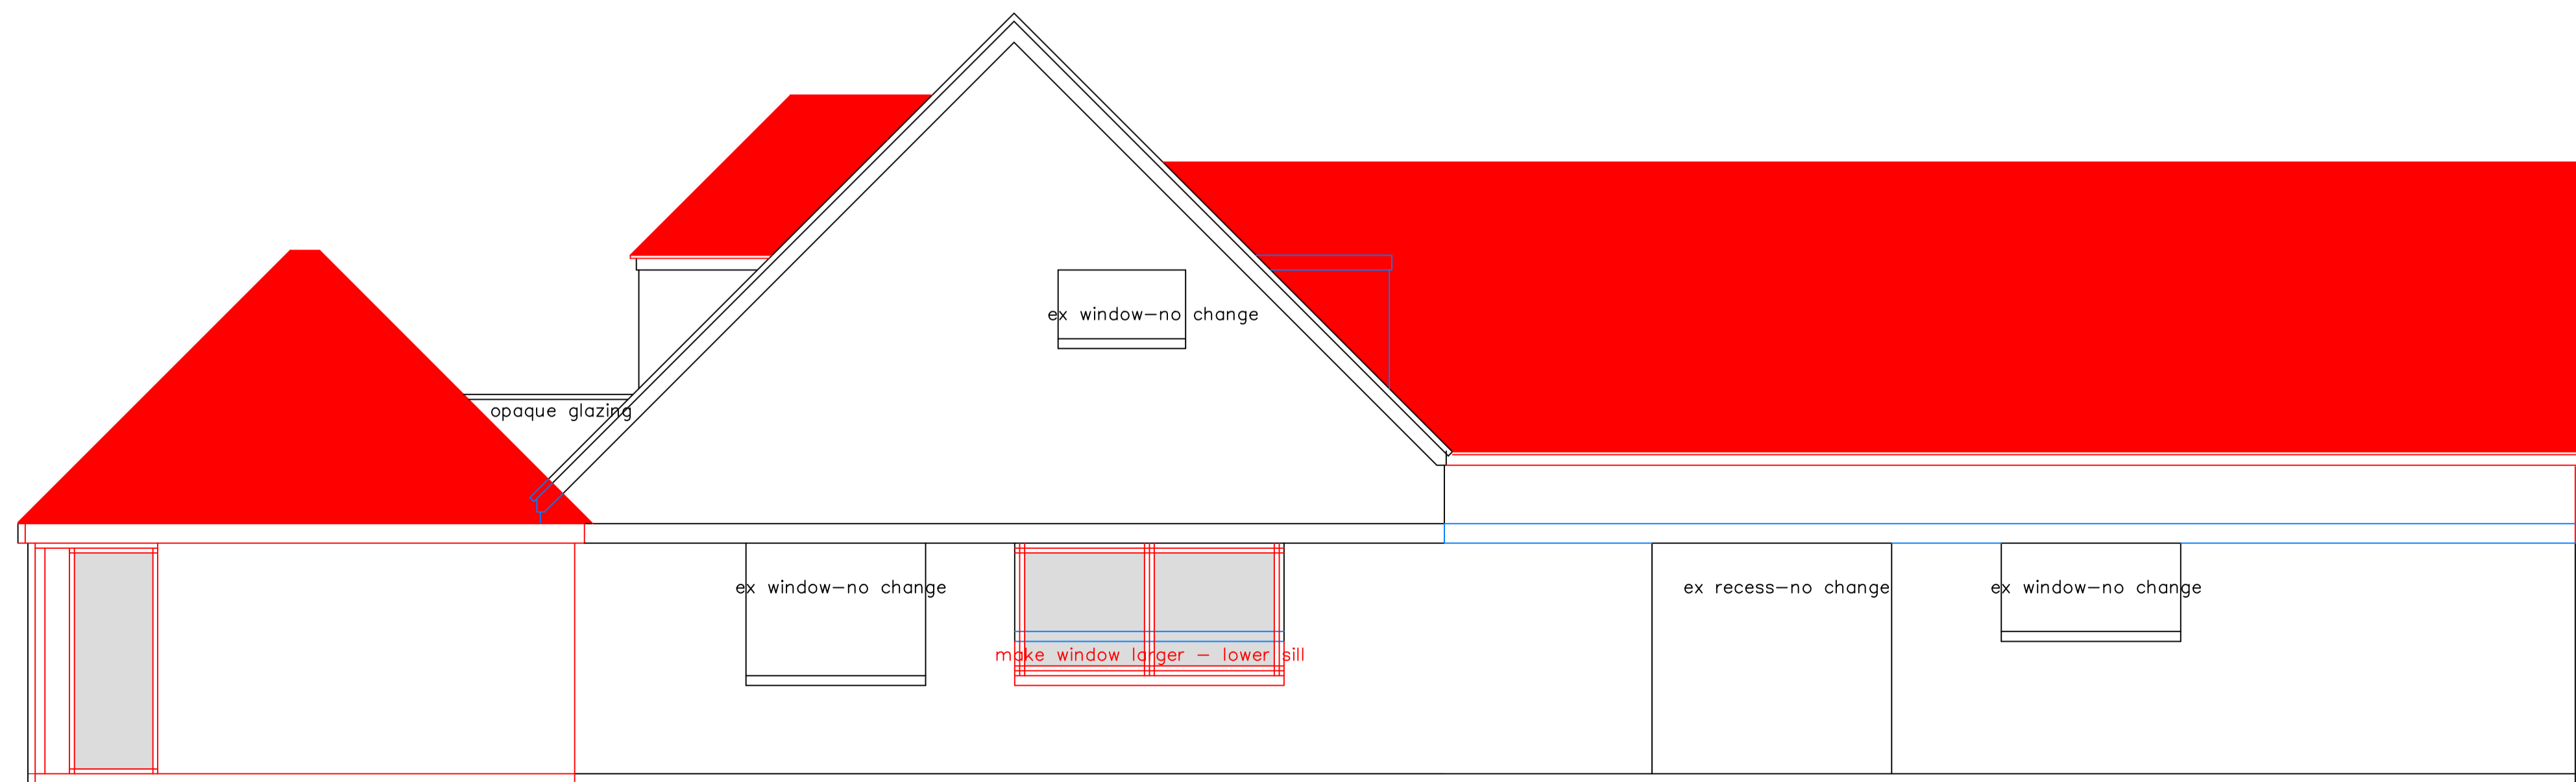 ex window-no change
opaque glazing
ex window-no change
ex recess-no change
ex window-no change
make window larger - lower sill